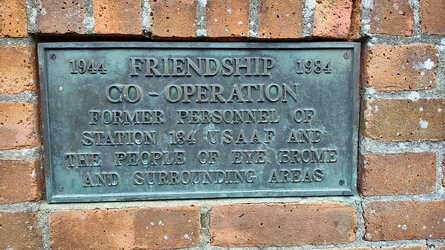 1944 FRIENDSHIP 1984
CO-OPERATION
FORMER PERSONNEL OF
STATION 134 USAAF AND
THE PEOPLE OF EYE, BROME
AND SURROUNDING AREAS